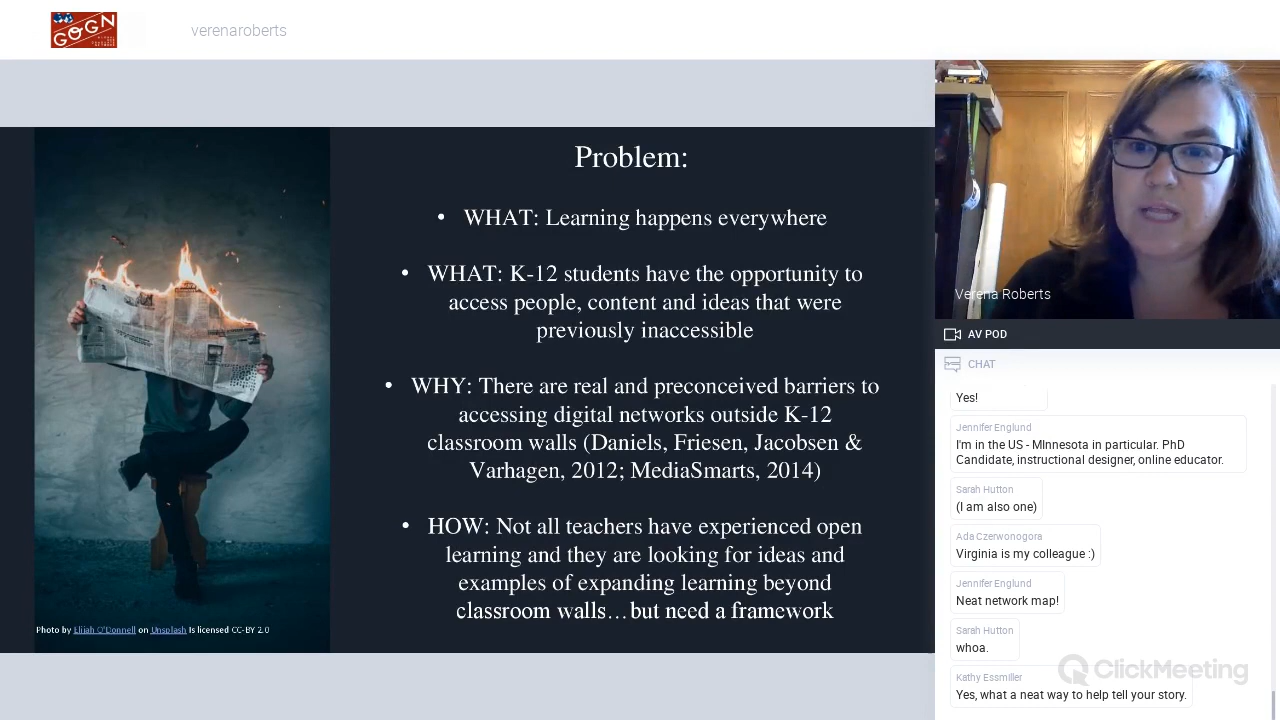 GOGN
verenaroberts
Problem:
• WHAT: Learning happens everywhere
• WHAT: K-12 students have the opportunity to
access people, content and ideas that were
previously inaccessible
• WHY: There are real and preconceived barriers to
accessing digital networks outside K-12
classroom walls (Daniels, Friesen, Jacobsen &
Varhagen, 2012; MediaSmarts, 2014)
• HOW: Not all teachers have experienced open
learning and they are looking for ideas and
examples of expanding learning beyond
classroom walls…but need a framework
Photo by Elijah O'Donnell on Unsplash Is licensed CC-BY 2.0
Verena Roberts
AV POD
CHAT
Yes!
Jennifer Englund
I'm in the US - MInnesota in particular. PhD
Candidate, instructional designer, online educator.
Sarah Hutton
(I am also one)
Ada Czerwonogora
Virginia is my colleague :)
Jennifer Englund
Neat network map!
Sarah Hutton
whoa.
Kathy Essmiller
Yes, what a neat way to help tell your story.
ClickMeeting